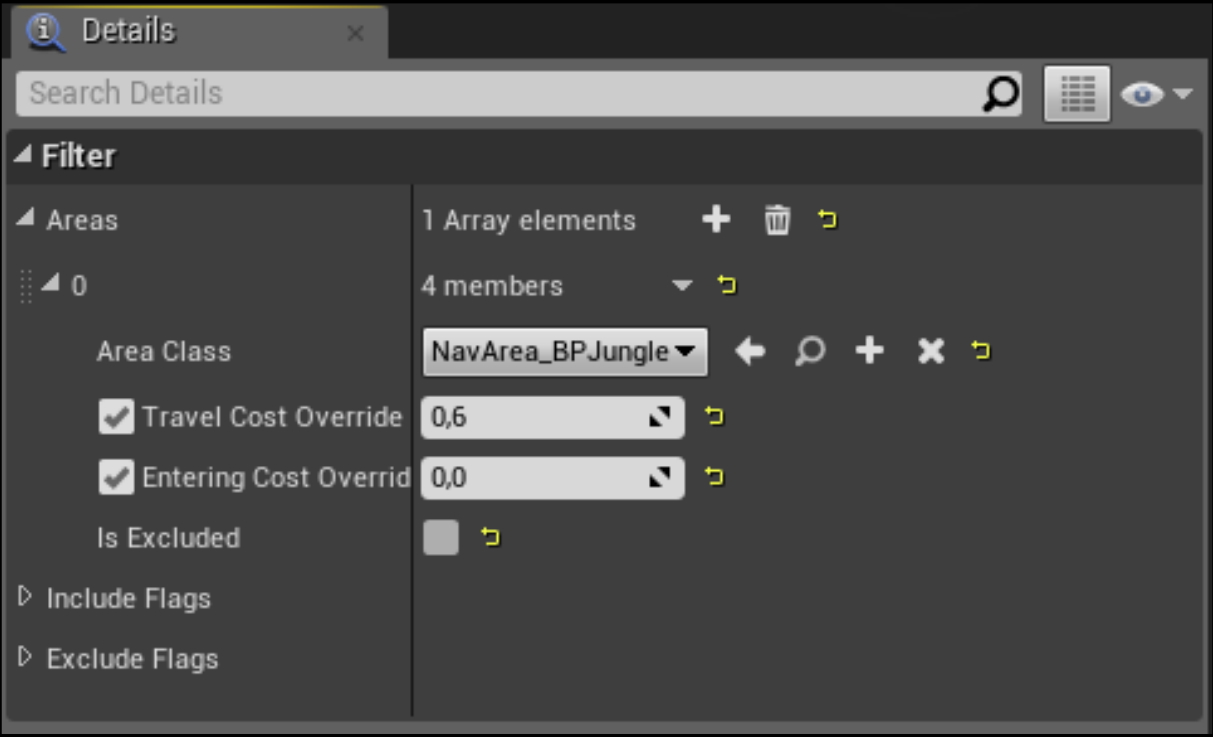 Details
Search Details
Filter
Areas 1 Array elements
0 4 members
Area Class NavArea_BPJungle
Travel Cost Override 0,6
Entering Cost Overrid 0,0
Is Excluded
Include Flags
Exclude Flags